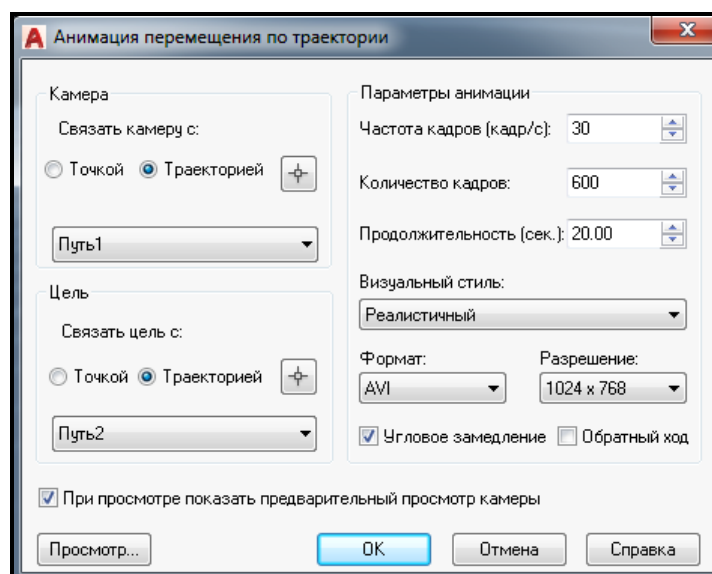 Анимация перемещения по траектории
Камера
Связать камеру с:
Точкой Траекторией
Путь1
Цель
Связать цель с:
Точкой Траекторией
Путь2
Параметры анимации
Частота кадров (кадр/с): 30
Количество кадров: 600
Продолжительность (сек.): 20.00
Визуальный стиль:
Реалистичный
Формат: Разрешение:
AVI 1024 x 768
Угловое замедление Обратный ход
При просмотре показать предварительный просмотр камеры
Просмотр... OK Отмена Справка